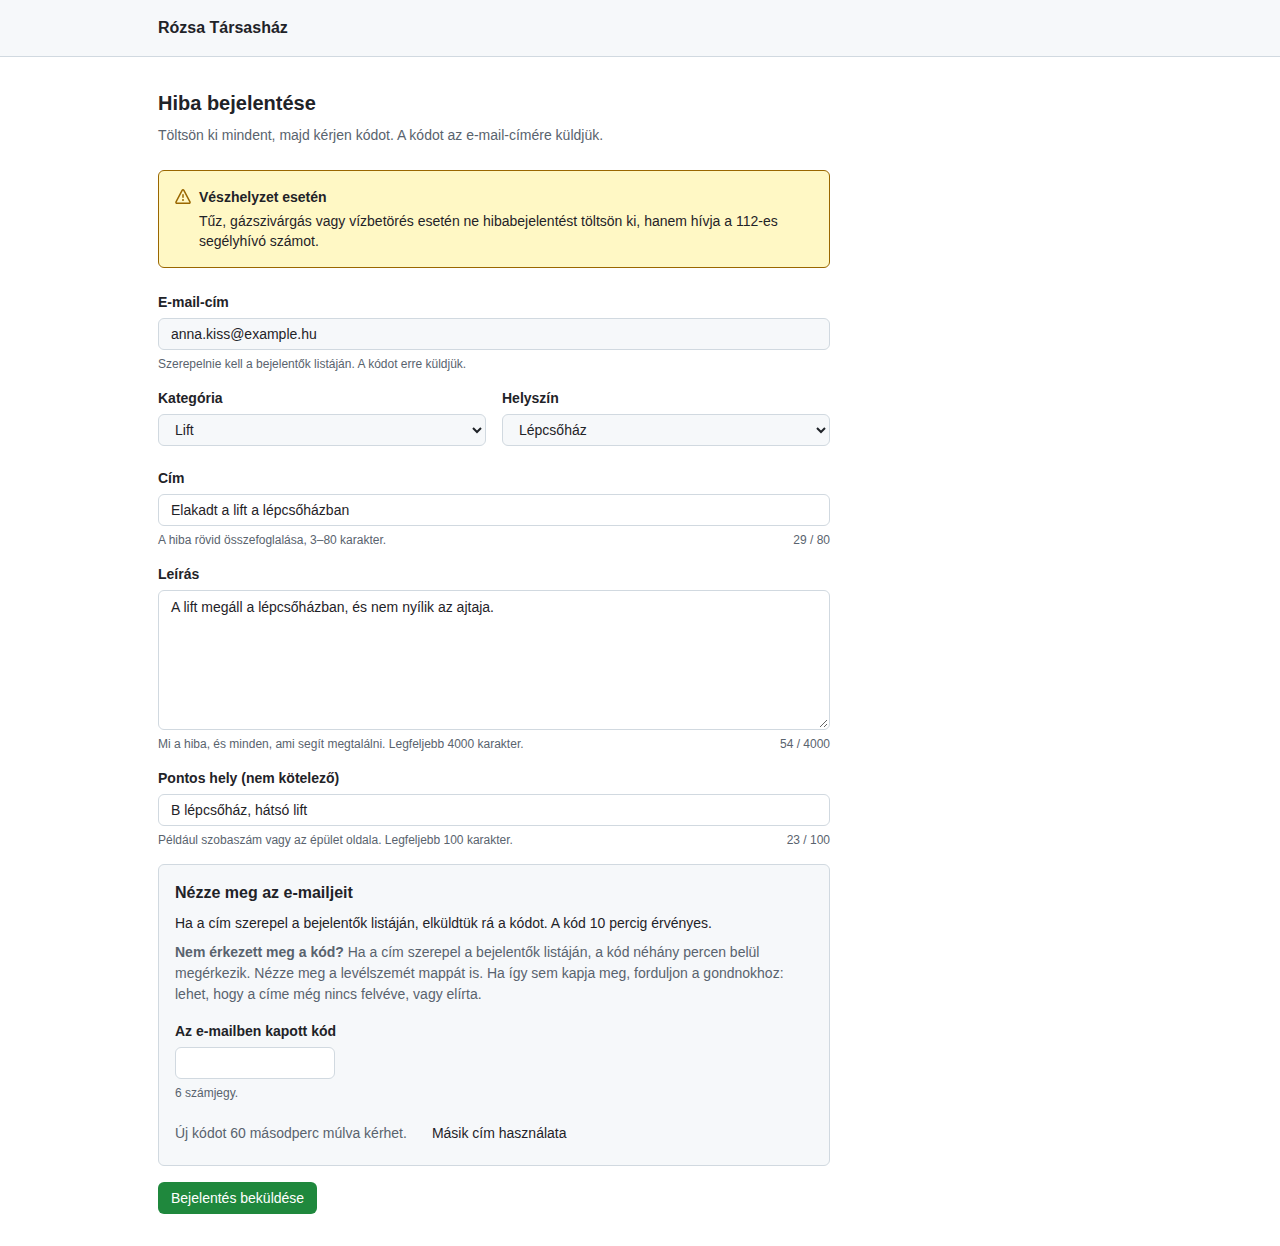 Rózsa Társasház
Hiba bejelentése
Töltsön ki mindent, majd kérjen kódot. A kódot az e-mail-címére küldjük.
Vészhelyzet esetén
Tűz, gázszivárgás vagy vízbetörés esetén ne hibabejelentést töltsön ki, hanem hívja a 112-es
segélyhívó számot.
E-mail-cím
anna.kiss@example.hu
Szerepelnie kell a bejelentők listáján. A kódot erre küldjük.
Kategória
Helyszín
Lift
Lépcsőház
Cím
Elakadt a lift a lépcsőházban
A hiba rövid összefoglalása, 3–80 karakter.
29 / 80
Leírás
A lift megáll a lépcsőházban, és nem nyílik az ajtaja.
Mi a hiba, és minden, ami segít megtalálni. Legfeljebb 4000 karakter.
54 / 4000
Pontos hely (nem kötelező)
B lépcsőház, hátsó lift
Például szobaszám vagy az épület oldala. Legfeljebb 100 karakter.
23 / 100
Nézze meg az e-mailjeit
Ha a cím szerepel a bejelentők listáján, elküldtük rá a kódot. A kód 10 percig érvényes.
Nem érkezett meg a kód? Ha a cím szerepel a bejelentők listáján, a kód néhány percen belül
megérkezik. Nézze meg a levélszemét mappát is. Ha így sem kapja meg, forduljon a gondnokhoz:
lehet, hogy a címe még nincs felvéve, vagy elírta.
Az e-mailben kapott kód
6 számjegy.
Új kódot 60 másodperc múlva kérhet.
Másik cím használata
Bejelentés beküldése